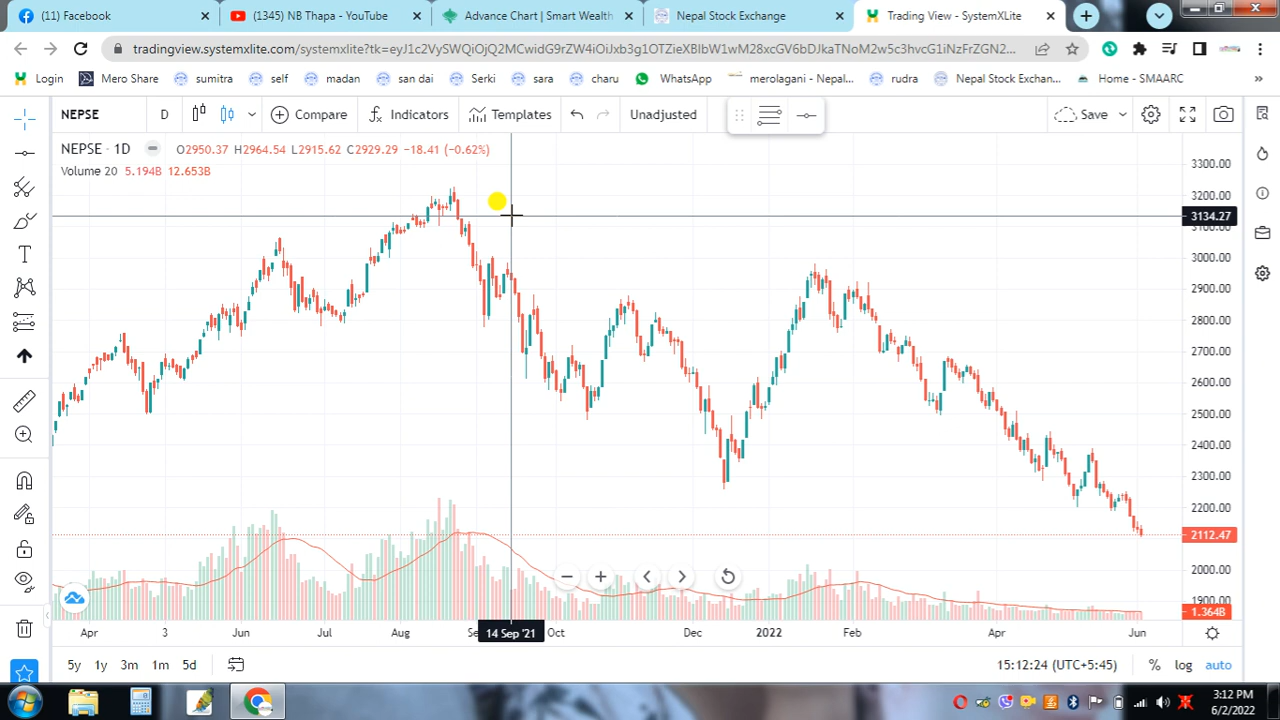 (11) Facebook
(1345) NB Thapa - YouTube
Advance Chart | Smart Wealth
Nepal Stock Exchange
Trading View - SystemXLite
tradingview.systemxlite.com/systemxlite?tk=
Login
Mero Share
sumitra
self
madan
san dai
Serki
sara
charu
WhatsApp
merolagani - Nepal...
rudra
Nepal Stock Exchan...
Home - SMAARC
NEPSE
D
Compare
Indicators
Templates
Unadjusted
Save
NEPSE · 1D
O2950.37 H2964.54 L2915.62 C2929.29 −18.41 (−0.62%)
Volume 20 5.194B 12.653B
3300.00
3200.00
3134.27
3100.00
3000.00
2900.00
2800.00
2700.00
2600.00
2500.00
2400.00
2300.00
2200.00
2112.47
2000.00
1900.00
1.364B
Apr
3
Jun
Jul
Aug
14 Sep '21
Oct
Dec
2022
Feb
Apr
Jun
5y 1y 3m 1m 5d
15:12:24 (UTC+5:45)
% log auto
3:12 PM
6/2/2022